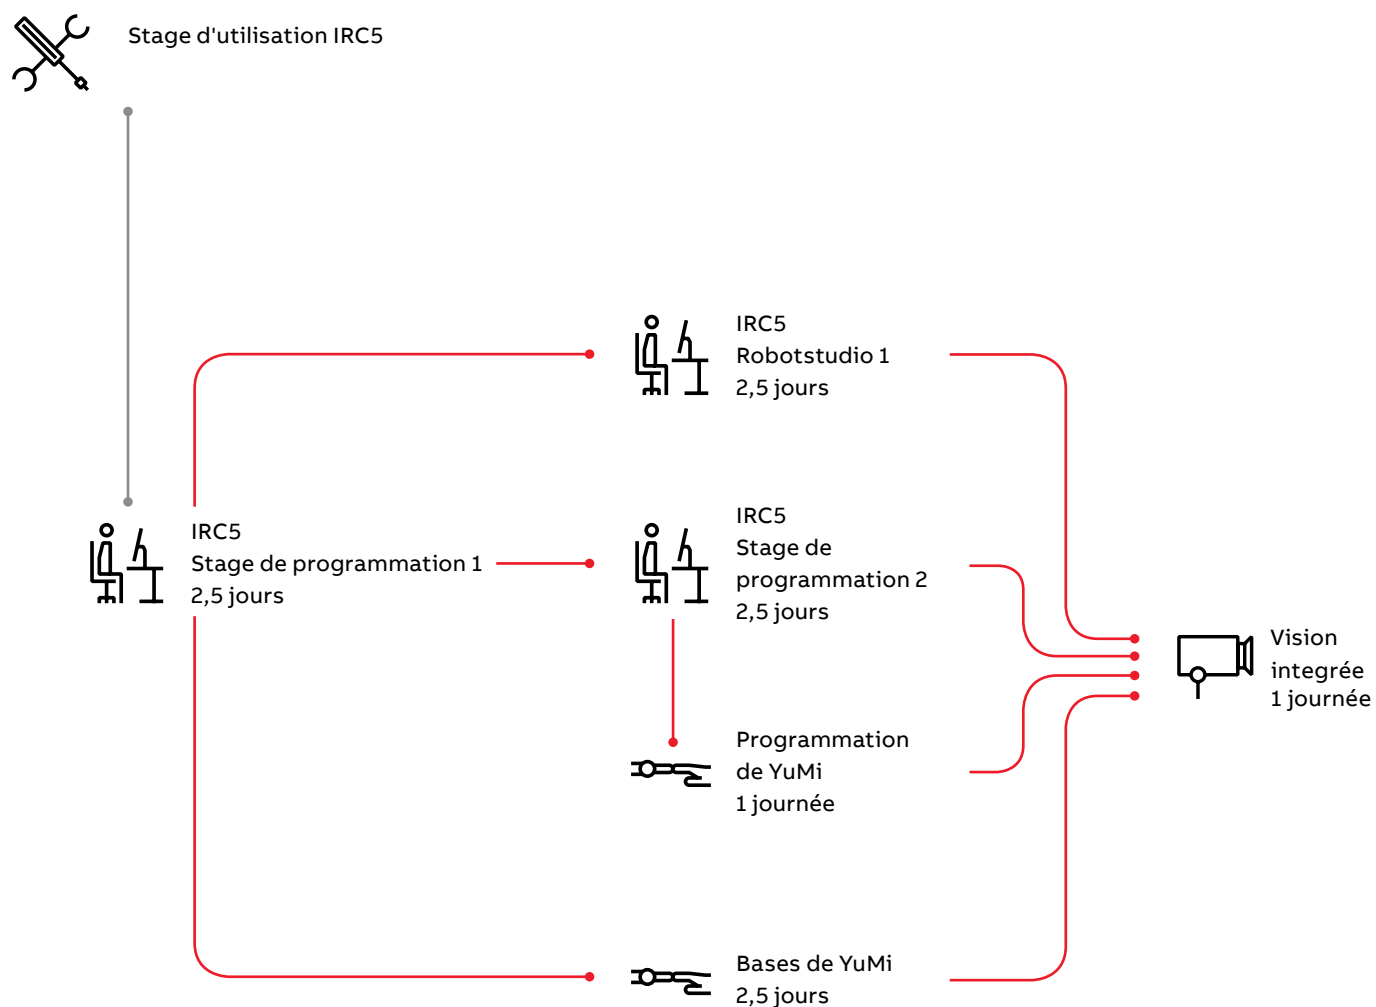 Stage d'utilisation IRC5
IRC5
Robotstudio 1
2,5 jours
IRC5
Stage de programmation 1
2,5 jours
IRC5
Stage de
programmation 2
2,5 jours
Vision
integrée
1 journée
Programmation
de YuMi
1 journée
Bases de YuMi
2,5 jours